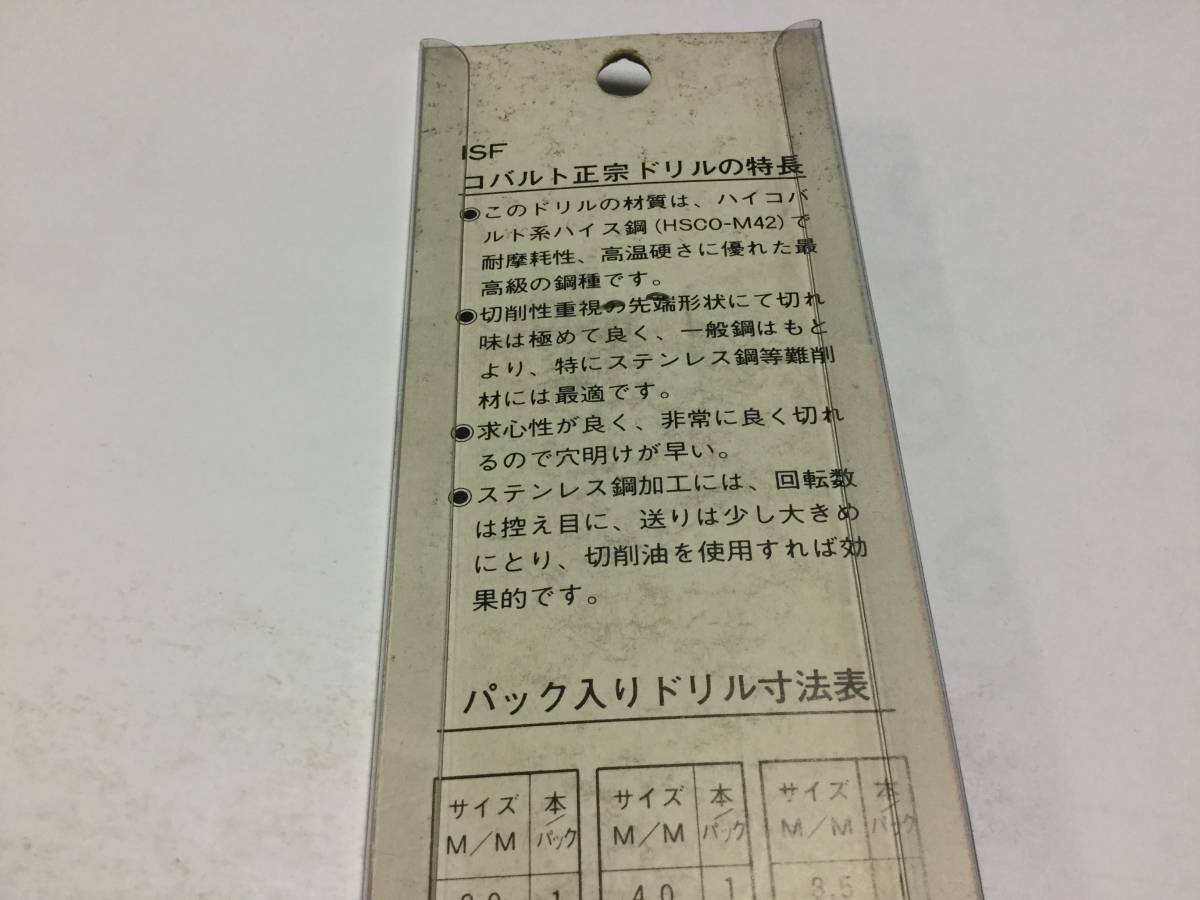 ISF
コバルト正宗ドリルの特長
●このドリルの材質は、ハイコバ
ルト系ハイス鋼(HSCO-M42)で
耐摩耗性、高温硬さに優れた最
高級の鋼種です。
●切削性重視の先端形状にて切れ
味は極めて良く、一般鋼はもと
より、特にステンレス鋼等難削
材には最適です。
●求心性が良く、非常に良く切れ
るので穴明けが早い。
●ステンレス鋼加工には、回転数
は控え目に、送りは少し大きめ
にとり、切削油を使用すれば効
果的です。
パック入りドリル寸法表
サイズ 本/ サイズ 本/ サイズ 本/
M/M パック M/M パック M/M パック
1 4.0 1 8.5